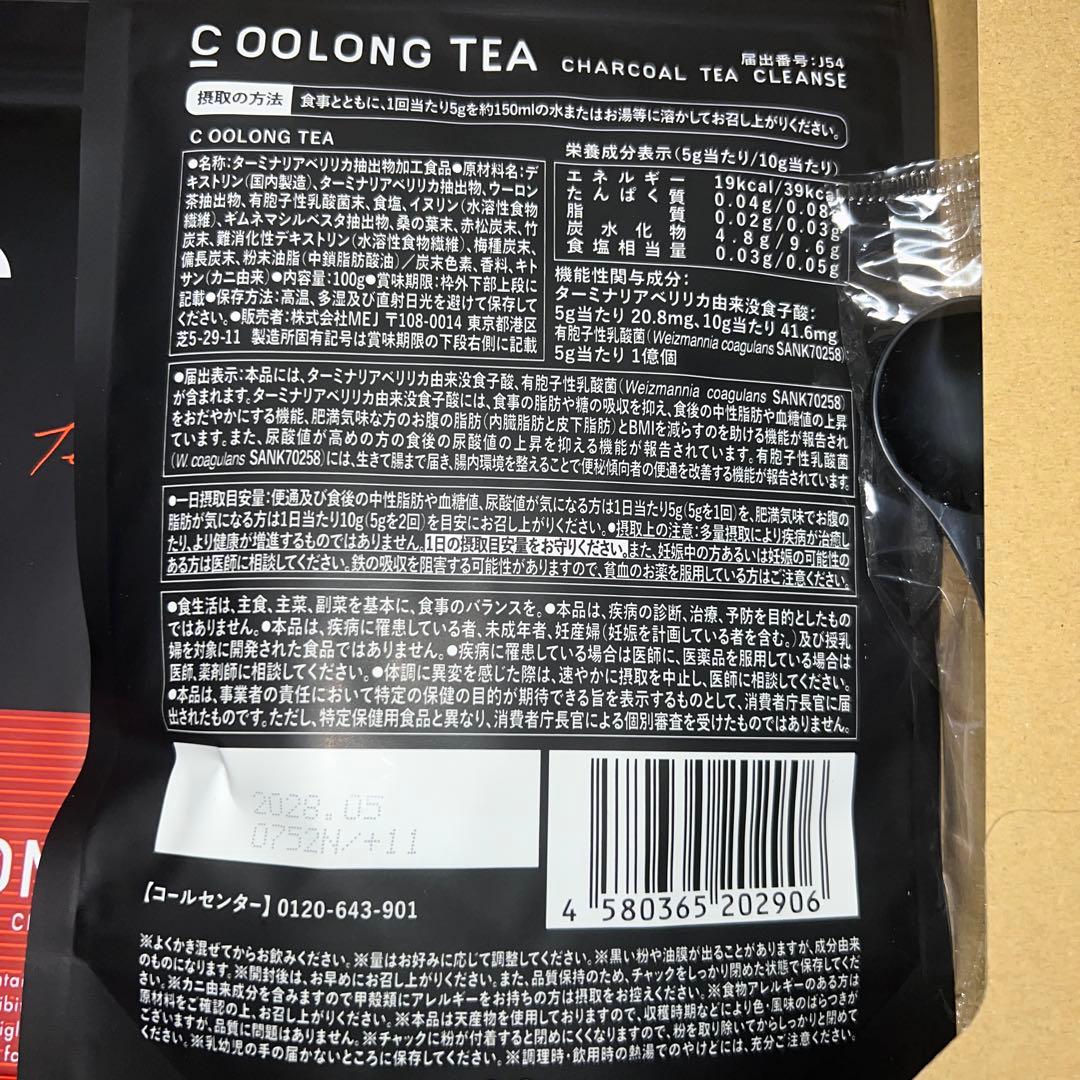 C OOLONG TEA
CHARCOAL TEA CLEANSE
届出番号:J54
摂取の方法 食事とともに、1回当たり5gを約150mlの水またはお湯等に溶かしてお召し上がりください。
C OOLONG TEA
●名称:ターミナリアベリリカ抽出物加工食品●原材料名:デ
キストリン(国内製造)、ターミナリアベリリカ抽出物、ウーロン
茶抽出物、有胞子性乳酸菌末、食塩、イヌリン(水溶性食物
繊維)、ギムネマシルベスタ抽出物、桑の葉末、赤松炭末、竹
炭末、難消化性デキストリン(水溶性食物繊維)、梅種炭末、
備長炭末、粉末油脂(中鎖脂肪酸油)/炭末色素、香料、キト
サン(カニ由来)●内容量:100g●賞味期限:枠外下部上段に
記載●保存方法:高温、多湿及び直射日光を避けて保存して
ください。●販売者:株式会社MEJ 〒108-0014 東京都港区
芝5-29-11 製造所固有記号は賞味期限の下段右側に記載
栄養成分表示(5g当たり/10g当たり)
エネルギー 19kcal/39kcal
たんぱく質 0.04g/0.08g
脂質 0.02g/0.03g
炭水化物 4.8g/9.6g
食塩相当量 0.03g/0.05g
機能性関与成分:
ターミナリアベリリカ由来没食子酸:
5g当たり 20.8mg、10g当たり 41.6mg
有胞子性乳酸菌(Weizmannia coagulans SANK70258):
5g当たり 1億個
●届出表示:本品には、ターミナリアベリリカ由来没食子酸、有胞子性乳酸菌(Weizmannia coagulans SANK70258)
が含まれます。ターミナリアベリリカ由来没食子酸には、食事の脂肪や糖の吸収を抑え、食後の中性脂肪や血糖値の上昇
をおだやかにする機能、肥満気味な方のお腹の脂肪(内臓脂肪と皮下脂肪)とBMIを減らすのを助ける機能が報告され
ています。また、尿酸値が高めの方の食後の尿酸値の上昇を抑える機能が報告されています。有胞子性乳酸菌
(W. coagulans SANK70258)には、生きて腸まで届き、腸内環境を整えることで便秘傾向者の便通を改善する機能が報告されています。
●一日摂取目安量:便通及び食後の中性脂肪や血糖値、尿酸値が気になる方は1日当たり5g(5gを1回)を、肥満気味でお腹の
脂肪が気になる方は1日当たり10g(5gを2回)を目安にお召し上がりください。●摂取上の注意:多量摂取により疾病が治癒し
たり、より健康が増進するものではありません。1日の摂取目安量をお守りください。また、妊娠中の方あるいは妊娠の可能性の
ある方は医師に相談してください。鉄の吸収を阻害する可能性がありますので、貧血のお薬を服用している方はご注意ください。
●食生活は、主食、主菜、副菜を基本に、食事のバランスを。●本品は、疾病の診断、治療、予防を目的としたもの
ではありません。●本品は、疾病に罹患している者、未成年者、妊産婦(妊娠を計画している者を含む。)及び授乳
婦を対象に開発された食品ではありません。●疾病に罹患している場合は医師に、医薬品を服用している場合は
医師、薬剤師に相談してください。●体調に異変を感じた際は、速やかに摂取を中止し、医師に相談してください。
●本品は、事業者の責任において特定の保健の目的が期待できる旨を表示するものとして、消費者庁長官に届
出されたものです。ただし、特定保健用食品と異なり、消費者庁長官による個別審査を受けたものではありません。
2028.05
0752N/+11
4 580365 202906
【コールセンター】0120-643-901
※よくかき混ぜてからお飲みください。※量はお好みに応じて調整してください。※黒い粉や油膜が出ることがありますが、成分由来
のものになります。※開封後は、お早めにお召し上がりください。また、品質保持のため、チャックをしっかり閉めた状態で保存してくだ
さい。※カニ由来成分を含みますので甲殻類にアレルギーをお持ちの方は摂取をお控えください。※食物アレルギーのある方は
原材料をご確認の上、お召し上がりください。※本品は天産物を使用しておりますので、収穫時期などにより色・風味のばらつきが
ございますが、品質に問題はありません。※チャックに粉が付着すると閉めにくくなりますので、粉を取り除いてからしっかりと閉めて
ください。※乳幼児の手の届かないところに保存してください。※調理時・飲用時の熱湯でのやけどには、充分ご注意ください。